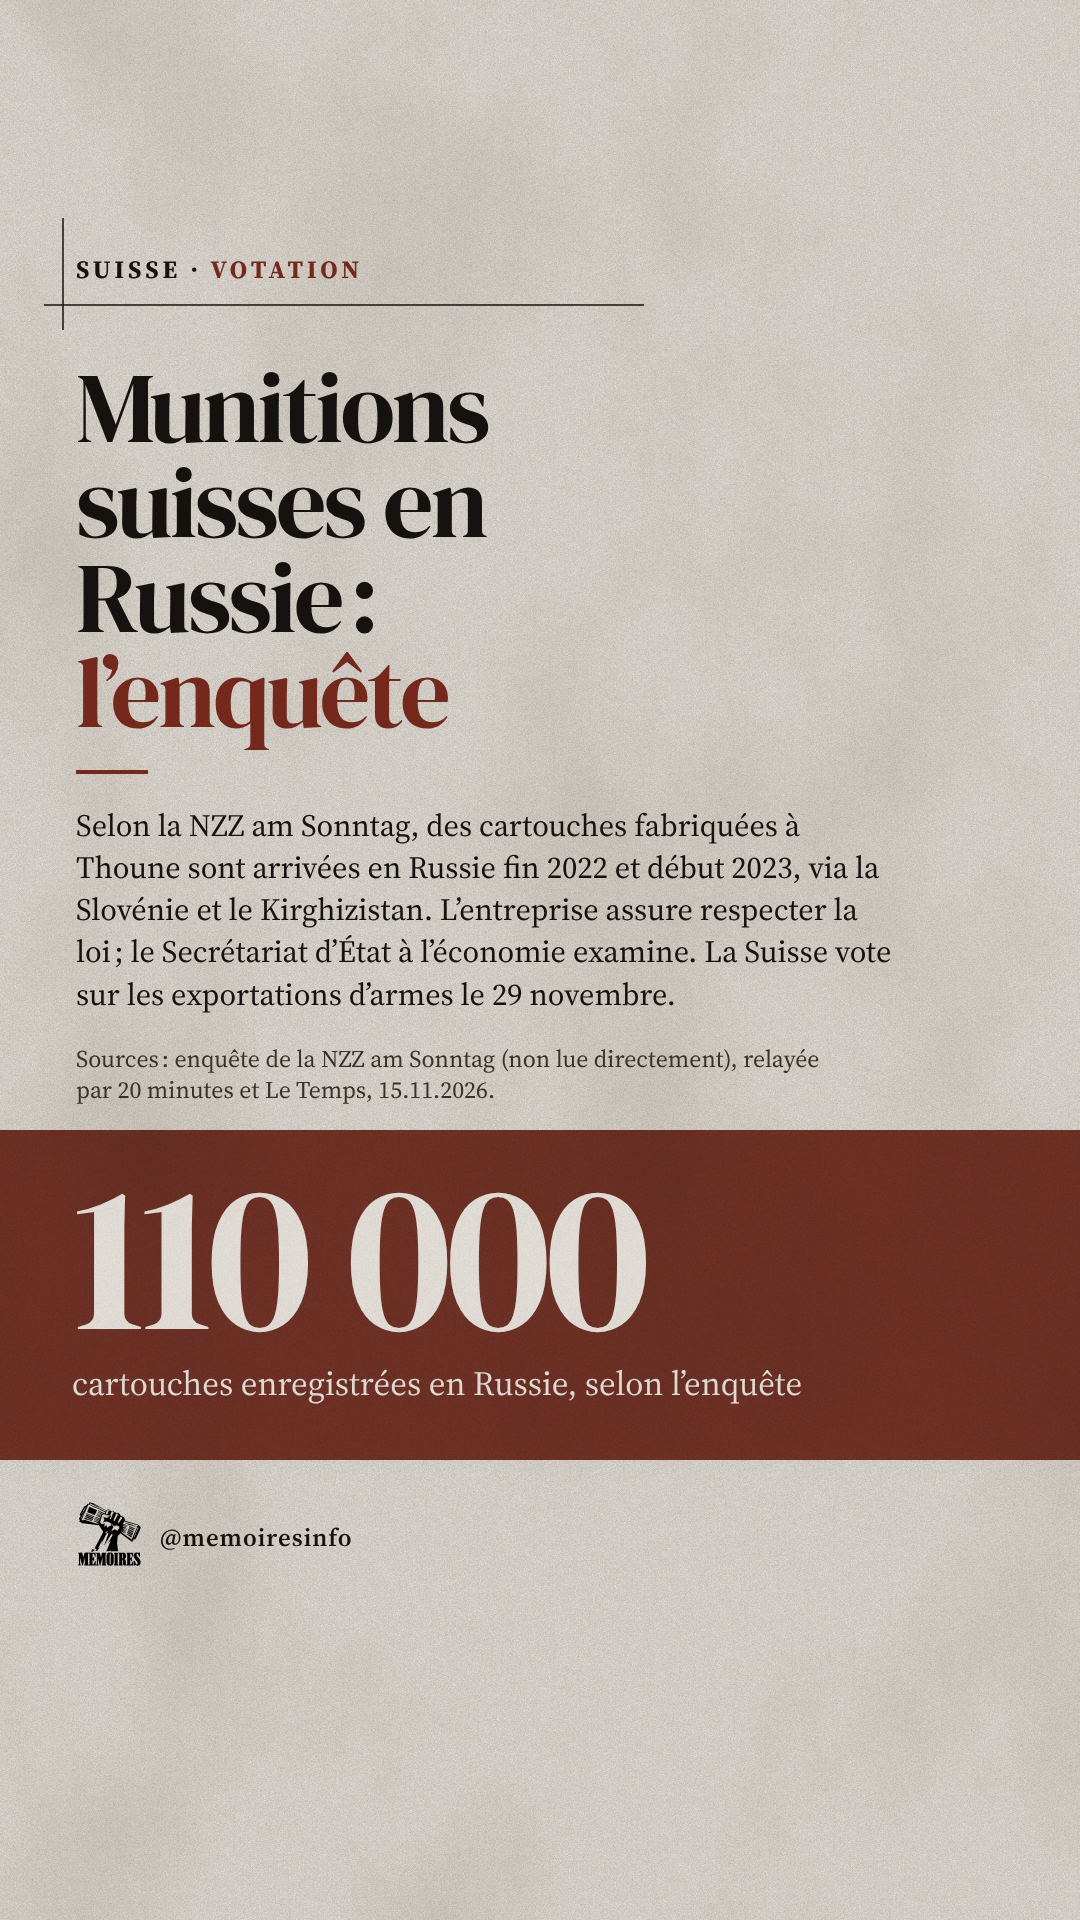 SUISSE · VOTATION
Munitions
suisses en
Russie :
l’enquête
Selon la NZZ am Sonntag, des cartouches fabriquées à
Thoune sont arrivées en Russie fin 2022 et début 2023, via la
Slovénie et le Kirghizistan. L’entreprise assure respecter la
loi ; le Secrétariat d’État à l’économie examine. La Suisse vote
sur les exportations d’armes le 29 novembre.
Sources : enquête de la NZZ am Sonntag (non lue directement), relayée
par 20 minutes et Le Temps, 15.11.2026.
110 000
cartouches enregistrées en Russie, selon l’enquête
MÉMOIRES
@memoiresinfo